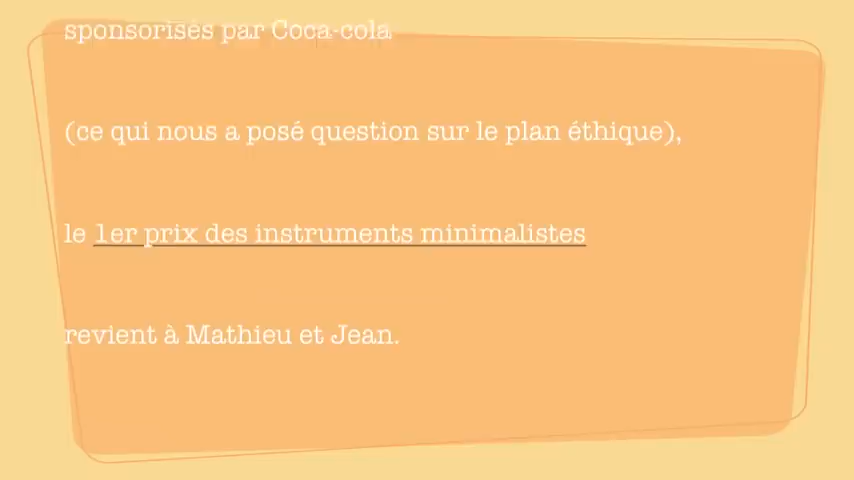 sponsorisés par Coca-cola
(ce qui nous a posé question sur le plan éthique),
le 1er prix des instruments minimalistes
revient à Mathieu et Jean.